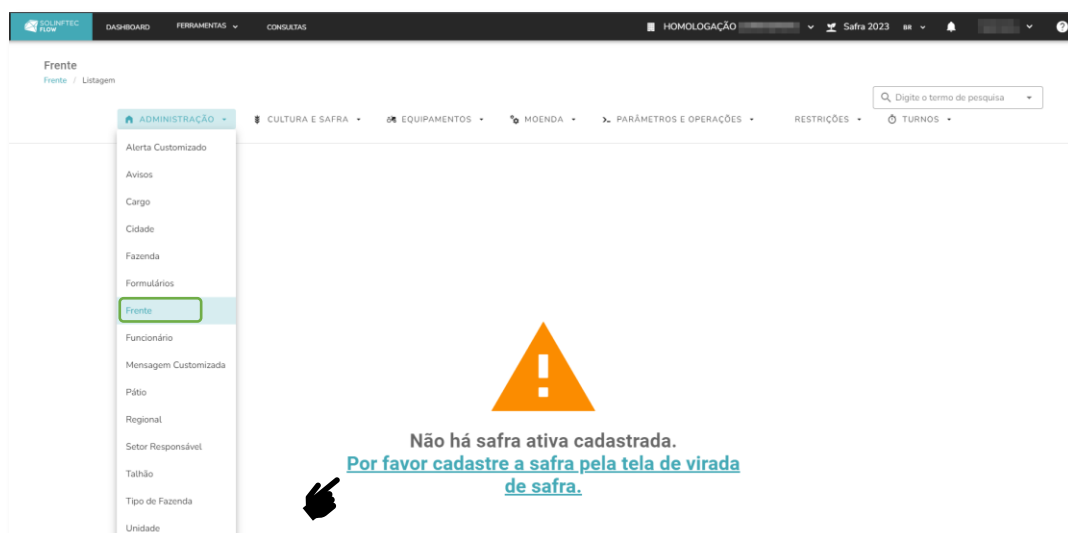 SOLINFTEC
FLOW
DASHBOARD
FERRAMENTAS
CONSULTAS
HOMOLOGAÇÃO
Safra 2023
BR
Frente
Frente / Listagem
Digite o termo de pesquisa
ADMINISTRAÇÃO
CULTURA E SAFRA
EQUIPAMENTOS
MOENDA
PARÂMETROS E OPERAÇÕES
RESTRIÇÕES
TURNOS
Alerta Customizado
Avisos
Cargo
Cidade
Fazenda
Formulários
Frente
Funcionário
Mensagem Customizada
Pátio
Regional
Setor Responsável
Talhão
Tipo de Fazenda
Unidade
Não há safra ativa cadastrada.
Por favor cadastre a safra pela tela de virada
de safra.